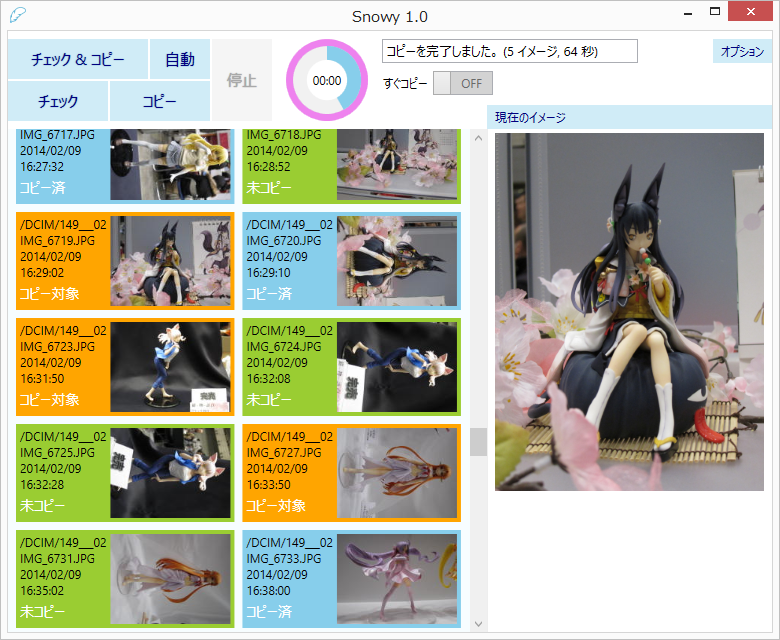 Snowy 1.0
チェック & コピー
自動
停止
チェック
コピー
00:00
コピーを完了しました。 (5 イメージ, 64 秒)
すぐコピー
OFF
オプション
現在のイメージ
IMG_6717.JPG
2014/02/09
16:27:32
コピー済
IMG_6718.JPG
2014/02/09
16:28:52
未コピー
/DCIM/149___02
IMG_6719.JPG
2014/02/09
16:29:02
コピー対象
/DCIM/149___02
IMG_6720.JPG
2014/02/09
16:29:10
コピー済
/DCIM/149___02
IMG_6723.JPG
2014/02/09
16:31:50
コピー対象
完売
/DCIM/149___02
IMG_6724.JPG
2014/02/09
16:32:08
未コピー
/DCIM/149___02
IMG_6725.JPG
2014/02/09
16:32:28
未コピー
/DCIM/149___02
IMG_6727.JPG
2014/02/09
16:33:50
コピー対象
/DCIM/149___02
IMG_6731.JPG
2014/02/09
16:35:02
未コピー
/DCIM/149___02
IMG_6733.JPG
2014/02/09
16:38:00
コピー済